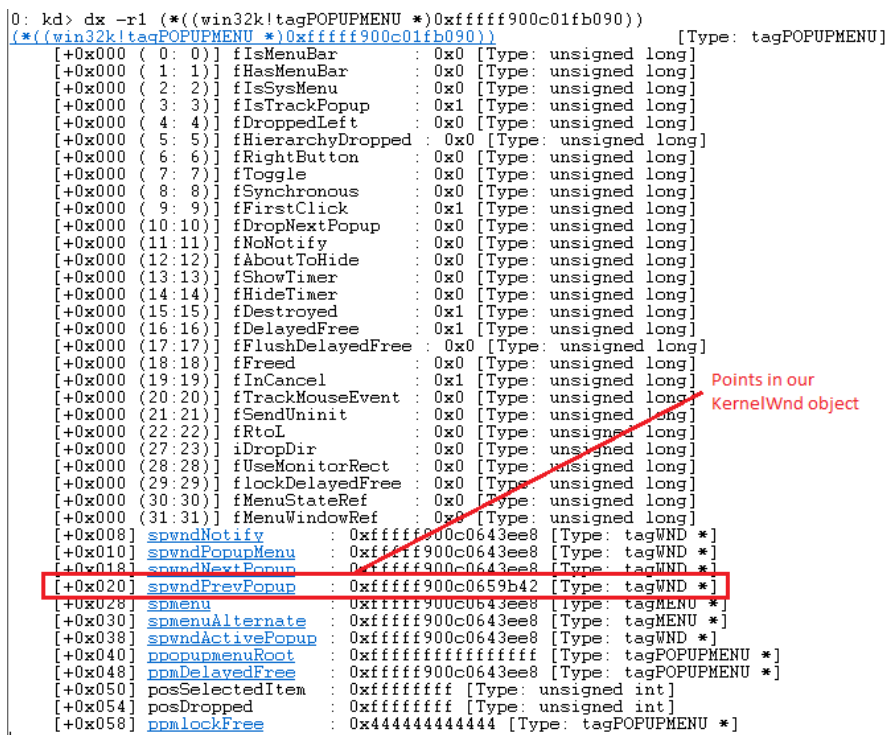 0: kd> dx -r1 (*((win32k!tagPOPUPMENU *)0xfffff900c01fb090))
(*((win32k!tagPOPUPMENU *)0xfffff900c01fb090)) [Type: tagPOPUPMENU]
[+0x000 ( 0: 0)] fIsMenuBar : 0x0 [Type: unsigned long]
[+0x000 ( 1: 1)] fHasMenuBar : 0x0 [Type: unsigned long]
[+0x000 ( 2: 2)] fIsSysMenu : 0x0 [Type: unsigned long]
[+0x000 ( 3: 3)] fIsTrackPopup : 0x1 [Type: unsigned long]
[+0x000 ( 4: 4)] fDroppedLeft : 0x0 [Type: unsigned long]
[+0x000 ( 5: 5)] fHierarchyDropped : 0x0 [Type: unsigned long]
[+0x000 ( 6: 6)] fRightButton : 0x0 [Type: unsigned long]
[+0x000 ( 7: 7)] fToggle : 0x0 [Type: unsigned long]
[+0x000 ( 8: 8)] fSynchronous : 0x0 [Type: unsigned long]
[+0x000 ( 9: 9)] fFirstClick : 0x1 [Type: unsigned long]
[+0x000 (10:10)] fDropNextPopup : 0x0 [Type: unsigned long]
[+0x000 (11:11)] fNoNotify : 0x0 [Type: unsigned long]
[+0x000 (12:12)] fAboutToHide : 0x0 [Type: unsigned long]
[+0x000 (13:13)] fShowTimer : 0x0 [Type: unsigned long]
[+0x000 (14:14)] fHideTimer : 0x0 [Type: unsigned long]
[+0x000 (15:15)] fDestroyed : 0x1 [Type: unsigned long]
[+0x000 (16:16)] fDelayedFree : 0x1 [Type: unsigned long]
[+0x000 (17:17)] fFlushDelayedFree : 0x0 [Type: unsigned long]
[+0x000 (18:18)] fFreed : 0x0 [Type: unsigned long]
[+0x000 (19:19)] fInCancel : 0x1 [Type: unsigned long]
[+0x000 (20:20)] fTrackMouseEvent : 0x0 [Type: unsigned long]
[+0x000 (21:21)] fSendUninit : 0x0 [Type: unsigned long]
[+0x000 (22:22)] fRtoL : 0x0 [Type: unsigned long]
[+0x000 (27:23)] iDropDir : 0x0 [Type: unsigned long]
[+0x000 (28:28)] fUseMonitorRect : 0x0 [Type: unsigned long]
[+0x000 (29:29)] flockDelayedFree : 0x0 [Type: unsigned long]
[+0x000 (30:30)] fMenuStateRef : 0x0 [Type: unsigned long]
[+0x000 (31:31)] fMenuWindowRef : 0x0 [Type: unsigned long]
[+0x008] spwndNotify : 0xfffff900c0643ee8 [Type: tagWND *]
[+0x010] spwndPopupMenu : 0xfffff900c0643ee8 [Type: tagWND *]
[+0x018] spwndNextPopup : 0xfffff900c0643ee8 [Type: tagWND *]
[+0x020] spwndPrevPopup : 0xfffff900c0659b42 [Type: tagWND *]
[+0x028] spmenu : 0xfffff900c0643ee8 [Type: tagMENU *]
[+0x030] spmenuAlternate : 0xfffff900c0643ee8 [Type: tagMENU *]
[+0x038] spwndActivePopup : 0xfffff900c0643ee8 [Type: tagWND *]
[+0x040] ppopupmenuRoot : 0xffffffffffffffff [Type: tagPOPUPMENU *]
[+0x048] ppmDelayedFree : 0xfffff900c0643ee8 [Type: tagPOPUPMENU *]
[+0x050] posSelectedItem : 0xffffffff [Type: unsigned int]
[+0x054] posDropped : 0xffffffff [Type: unsigned int]
[+0x058] ppmlockFree : 0x444444444444 [Type: tagPOPUPMENU *]
Points in our
KernelWnd object